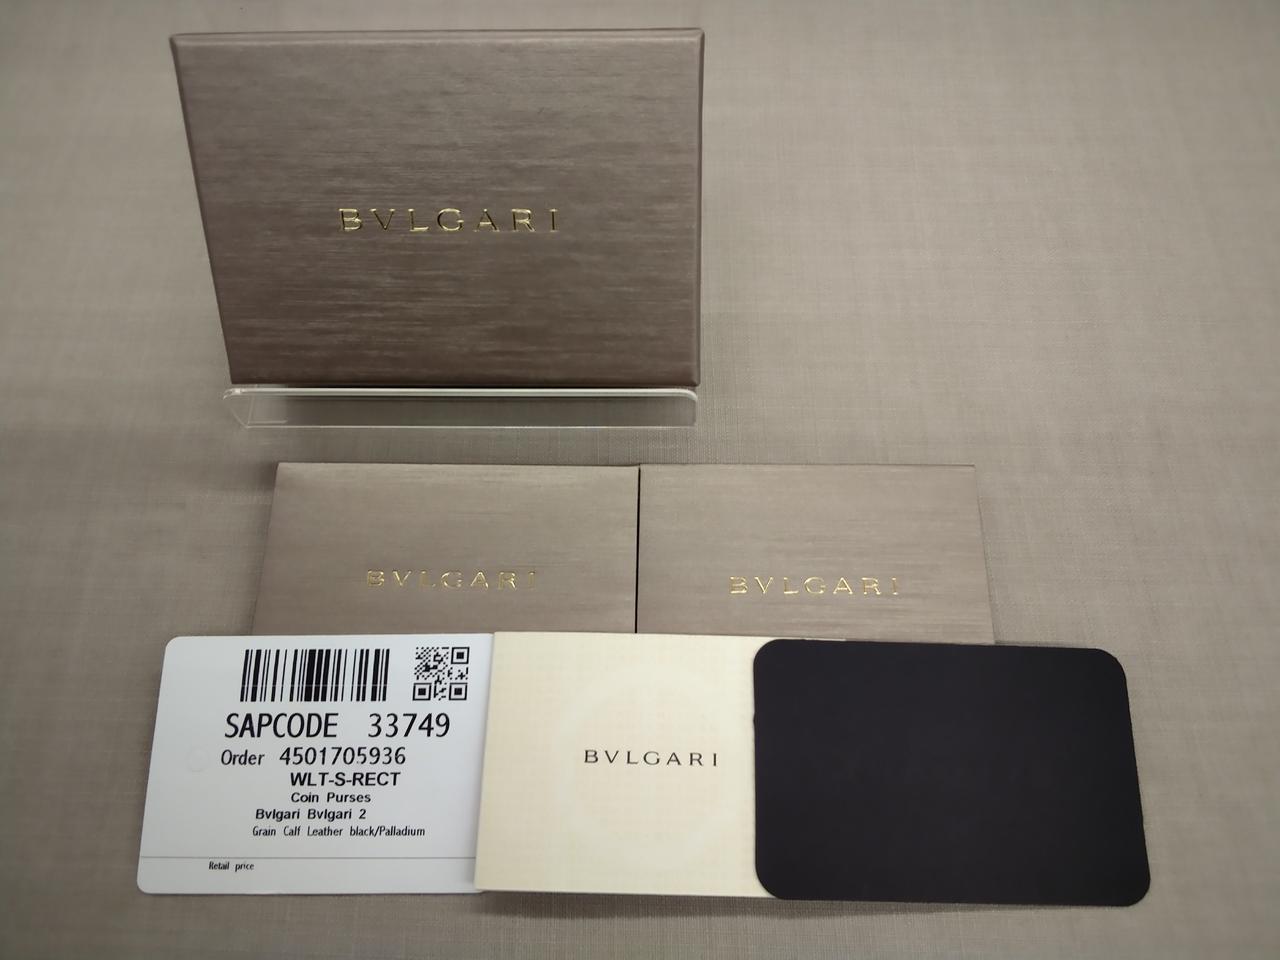 BVLGARI
BVLGARI
BVLGARI
SAPCODE 33749
Order 4501705936
WLT-S-RECT
Coin Purses
Bvlgari Bvlgari 2
Grain Calf Leather black/Palladium
Retail price
BVLGARI